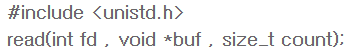 #include <unistd.h>
read(int fd , void *buf , size_t count);